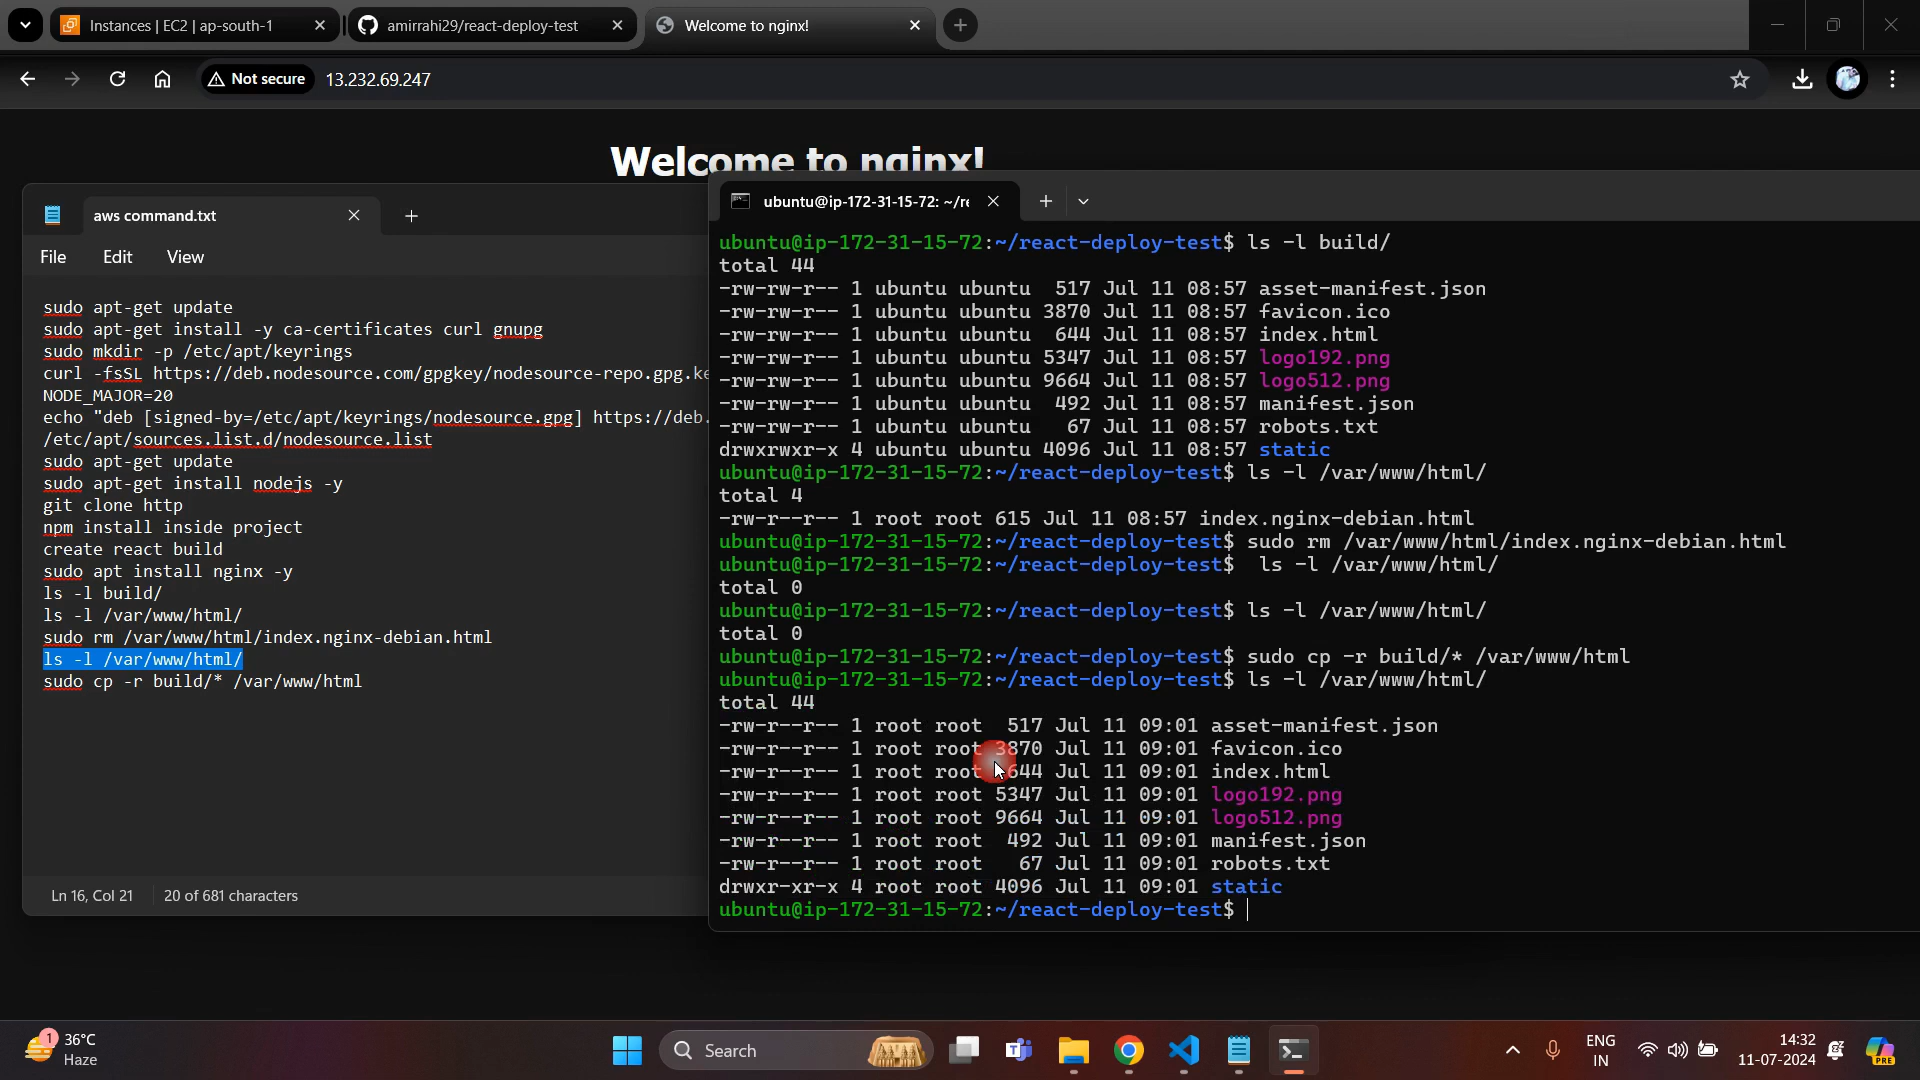 Instances | EC2 | ap-south-1
amirrahi29/react-deploy-test
Welcome to nginx!
Not secure
13.232.69.247
Welcome to nginx!
aws command.txt
File
Edit
View
sudo apt-get update
sudo apt-get install -y ca-certificates curl gnupg
sudo mkdir -p /etc/apt/keyrings
curl -fsSL https://deb.nodesource.com/gpgkey/nodesource-repo.gpg.ke
NODE_MAJOR=20
echo "deb [signed-by=/etc/apt/keyrings/nodesource.gpg] https://deb.
/etc/apt/sources.list.d/nodesource.list
sudo apt-get update
sudo apt-get install nodejs -y
git clone http
npm install inside project
create react build
sudo apt install nginx -y
ls -l build/
ls -l /var/www/html/
sudo rm /var/www/html/index.nginx-debian.html
ls -l /var/www/html/
sudo cp -r build/* /var/www/html
Ln 16, Col 21
20 of 681 characters
ubuntu@ip-172-31-15-72: ~/re
ubuntu@ip-172-31-15-72:~/react-deploy-test$ ls -l build/
total 44
-rw-rw-r-- 1 ubuntu ubuntu  517 Jul 11 08:57 asset-manifest.json
-rw-rw-r-- 1 ubuntu ubuntu 3870 Jul 11 08:57 favicon.ico
-rw-rw-r-- 1 ubuntu ubuntu  644 Jul 11 08:57 index.html
-rw-rw-r-- 1 ubuntu ubuntu 5347 Jul 11 08:57 logo192.png
-rw-rw-r-- 1 ubuntu ubuntu 9664 Jul 11 08:57 logo512.png
-rw-rw-r-- 1 ubuntu ubuntu  492 Jul 11 08:57 manifest.json
-rw-rw-r-- 1 ubuntu ubuntu   67 Jul 11 08:57 robots.txt
drwxrwxr-x 4 ubuntu ubuntu 4096 Jul 11 08:57 static
ubuntu@ip-172-31-15-72:~/react-deploy-test$ ls -l /var/www/html/
total 4
-rw-r--r-- 1 root root 615 Jul 11 08:57 index.nginx-debian.html
ubuntu@ip-172-31-15-72:~/react-deploy-test$ sudo rm /var/www/html/index.nginx-debian.html
ubuntu@ip-172-31-15-72:~/react-deploy-test$  ls -l /var/www/html/
total 0
ubuntu@ip-172-31-15-72:~/react-deploy-test$ ls -l /var/www/html/
total 0
ubuntu@ip-172-31-15-72:~/react-deploy-test$ sudo cp -r build/* /var/www/html
ubuntu@ip-172-31-15-72:~/react-deploy-test$ ls -l /var/www/html/
total 44
-rw-r--r-- 1 root root  517 Jul 11 09:01 asset-manifest.json
-rw-r--r-- 1 root root 3870 Jul 11 09:01 favicon.ico
-rw-r--r-- 1 root root  644 Jul 11 09:01 index.html
-rw-r--r-- 1 root root 5347 Jul 11 09:01 logo192.png
-rw-r--r-- 1 root root 9664 Jul 11 09:01 logo512.png
-rw-r--r-- 1 root root  492 Jul 11 09:01 manifest.json
-rw-r--r-- 1 root root   67 Jul 11 09:01 robots.txt
drwxr-xr-x 4 root root 4096 Jul 11 09:01 static
ubuntu@ip-172-31-15-72:~/react-deploy-test$
1
36°C
Haze
Search
ENG
IN
14:32
11-07-2024
PRE